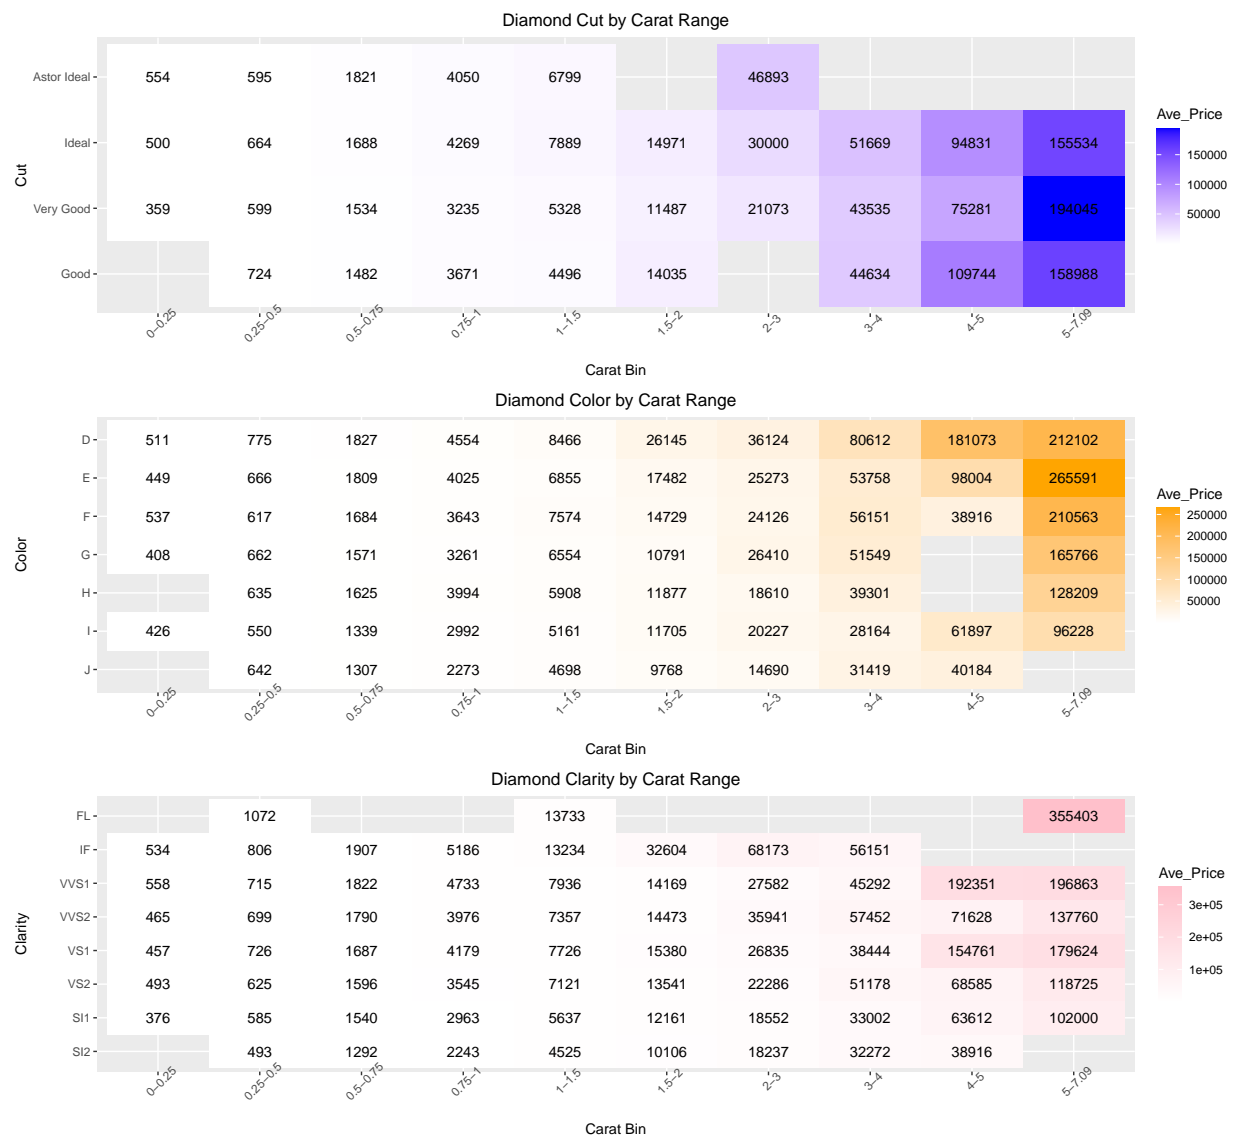 Diamond Cut by Carat Range
Cut
Astor Ideal 554 595 1821 4050 6799 46893
Ideal 500 664 1688 4269 7889 14971 30000 51669 94831 155534
Very Good 359 599 1534 3235 5328 11487 21073 43535 75281 194045
Good 724 1482 3671 4496 14035 44634 109744 158988
0−0.25 0.25−0.5 0.5−0.75 0.75−1 1−1.5 1.5−2 2−3 3−4 4−5 5−7.09
Carat Bin
Ave_Price
150000
100000
50000
Diamond Color by Carat Range
Color
D 511 775 1827 4554 8466 26145 36124 80612 181073 212102
E 449 666 1809 4025 6855 17482 25273 53758 98004 265591
F 537 617 1684 3643 7574 14729 24126 56151 38916 210563
G 408 662 1571 3261 6554 10791 26410 51549 165766
H 635 1625 3994 5908 11877 18610 39301 128209
I 426 550 1339 2992 5161 11705 20227 28164 61897 96228
J 642 1307 2273 4698 9768 14690 31419 40184
0−0.25 0.25−0.5 0.5−0.75 0.75−1 1−1.5 1.5−2 2−3 3−4 4−5 5−7.09
Carat Bin
Ave_Price
250000
200000
150000
100000
50000
Diamond Clarity by Carat Range
Clarity
FL 1072 13733 355403
IF 534 806 1907 5186 13234 32604 68173 56151
VVS1 558 715 1822 4733 7936 14169 27582 45292 192351 196863
VVS2 465 699 1790 3976 7357 14473 35941 57452 71628 137760
VS1 457 726 1687 4179 7726 15380 26835 38444 154761 179624
VS2 493 625 1596 3545 7121 13541 22286 51178 68585 118725
SI1 376 585 1540 2963 5637 12161 18552 33002 63612 102000
SI2 493 1292 2243 4525 10106 18237 32272 38916
0−0.25 0.25−0.5 0.5−0.75 0.75−1 1−1.5 1.5−2 2−3 3−4 4−5 5−7.09
Carat Bin
Ave_Price
3e+05
2e+05
1e+05